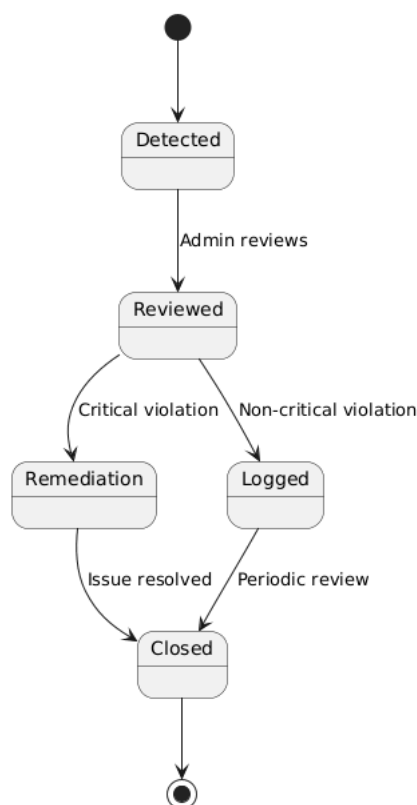 Detected
Admin reviews
Reviewed
Critical violation
Non-critical violation
Remediation
Logged
Issue resolved
Periodic review
Closed